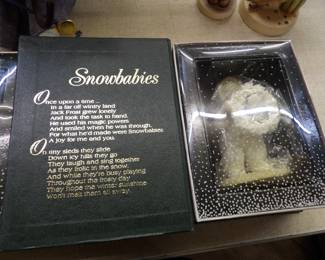 Snowbabies
Once upon a time...
In a far off wintry land
Jack Frost grew lonely
And took the task to hand.
He used his magic powers
And smiled when he was through,
For what he'd made were Snowbabies
A joy for me and you.
On my sleds they slide
Down icy hills they go
They laugh and sing together
As they frolic in the snow.
And while they're busy playing
Throughout the frosty day
They hope the winter sunshine
Won't melt them all away.